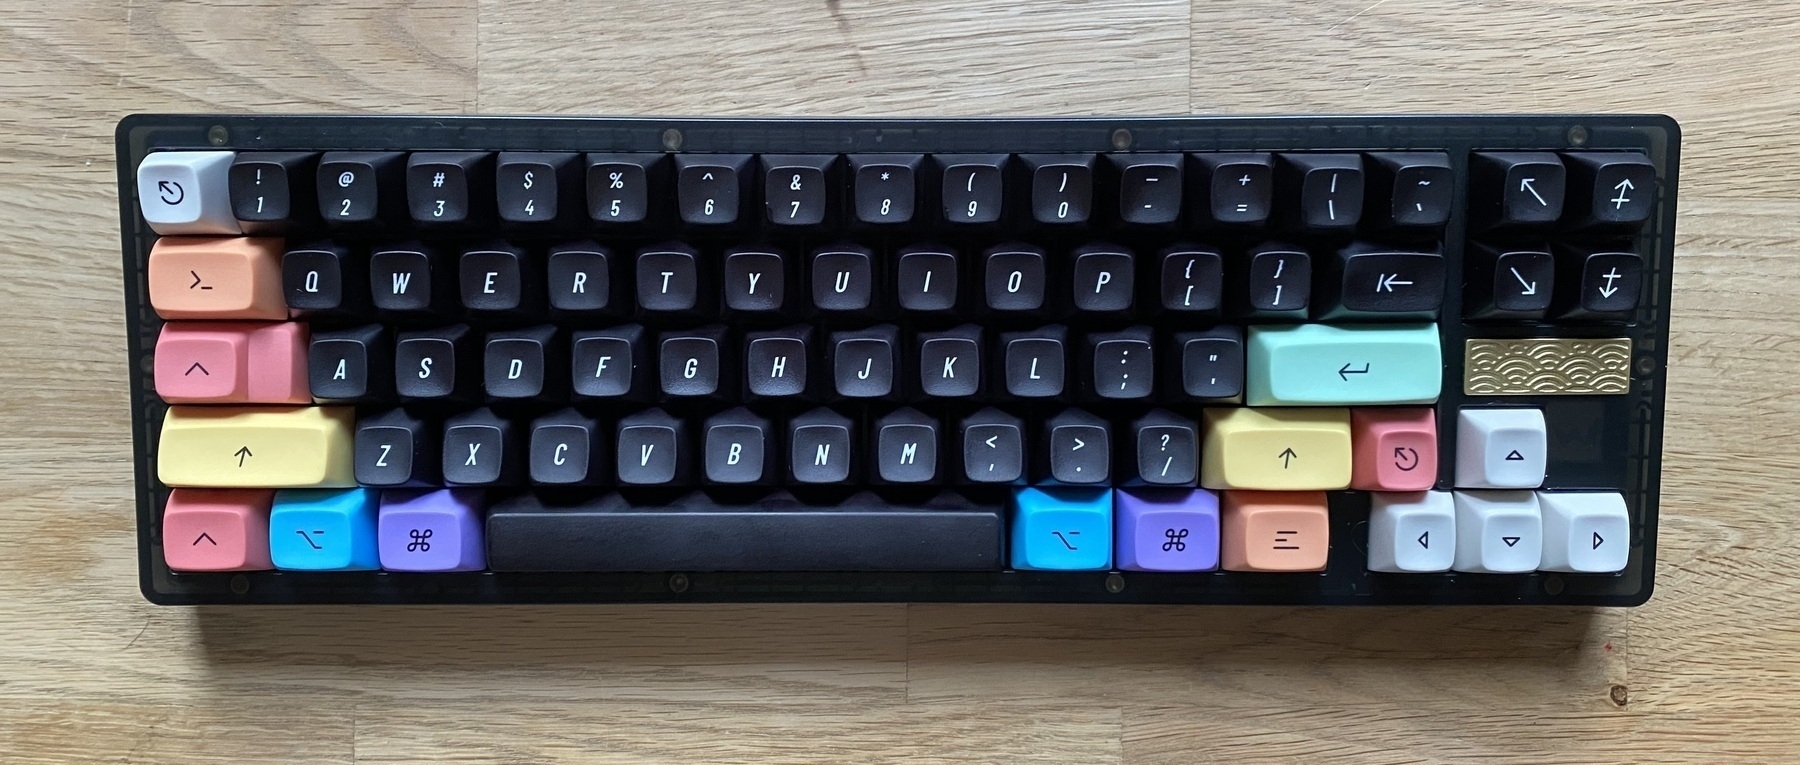 ! @ # $ % ^ & * ( ) _ + | ~
1 2 3 4 5 6 7 8 9 0 - = \ `
>_ Q W E R T Y U I O P { }
[ ]
A S D F G H J K L : "
; '
Z X C V B N M < > ?
, . /
⌥ ⌘ ⌥ ⌘